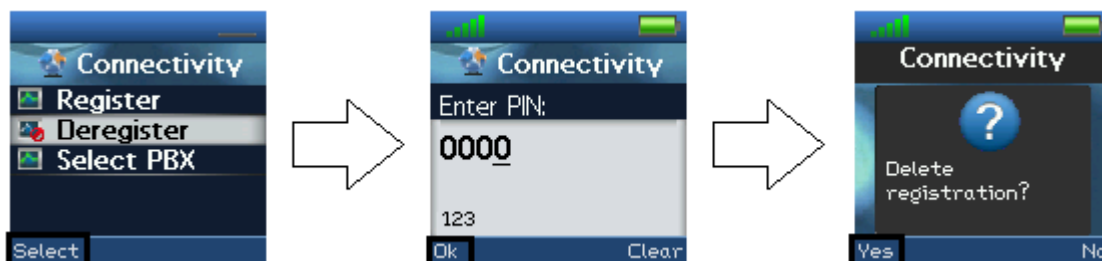 Connectivity
Register
Deregister
Select PBX
Select
Connectivity
Enter PIN:
0000
123
Ok Clear
Connectivity
?
Delete
registration?
Yes No